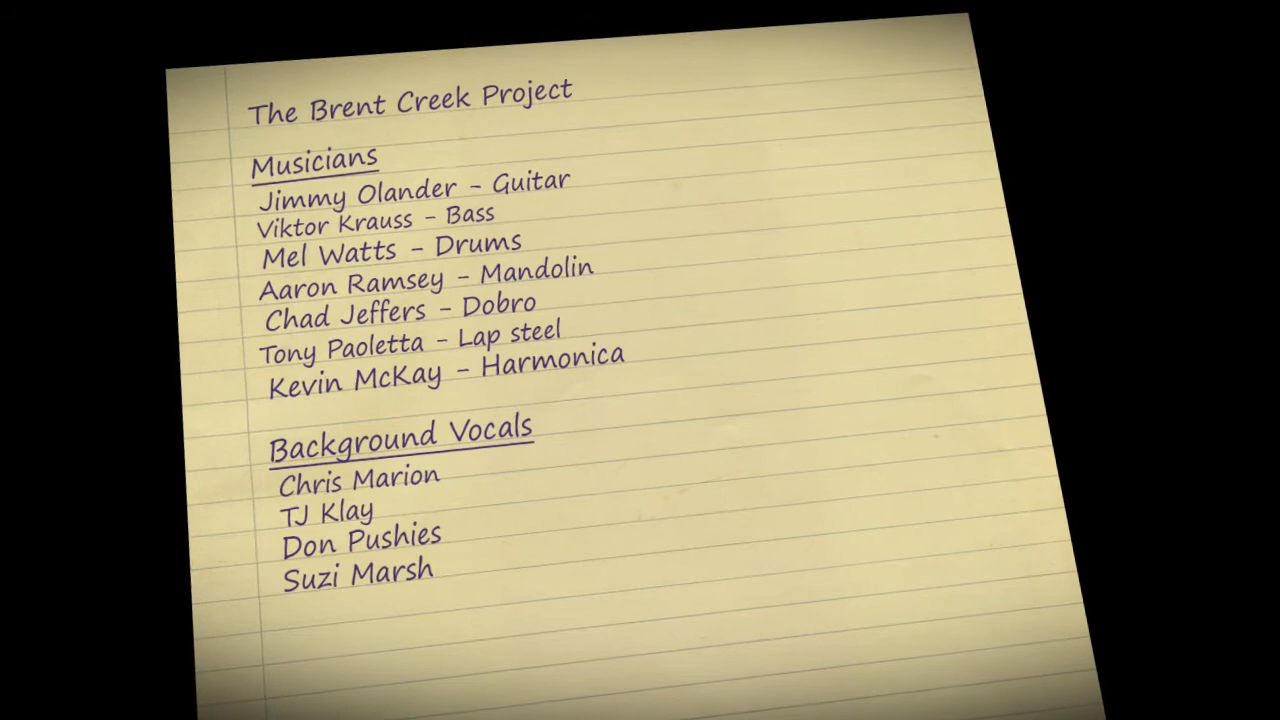 The Brent Creek Project
Musicians
Jimmy Olander - Guitar
Viktor Krauss - Bass
Mel Watts - Drums
Aaron Ramsey - Mandolin
Chad Jeffers - Dobro
Tony Paoletta - Lap steel
Kevin McKay - Harmonica
Background Vocals
Chris Marion
TJ Klay
Don Pushies
Suzi Marsh